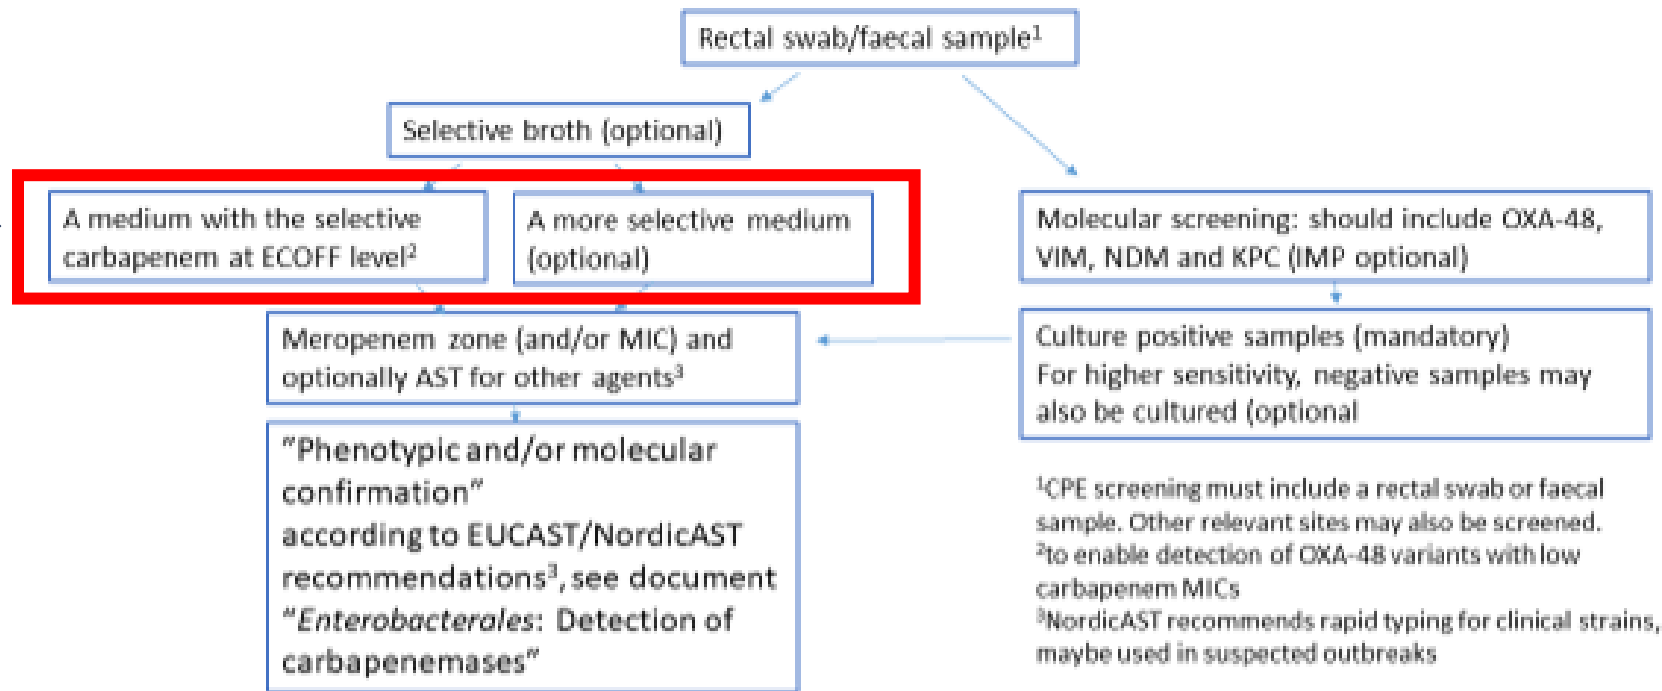 Rectal swab/faecal sample¹
Selective broth (optional)
A medium with the selective
carbapenem at ECOFF level²
A more selective medium
(optional)
Molecular screening: should include OXA-48,
VIM, NDM and KPC (IMP optional)
Meropenem zone (and/or MIC) and
optionally AST for other agents³
Culture positive samples (mandatory)
For higher sensitivity, negative samples may
also be cultured (optional
"Phenotypic and/or molecular
confirmation"
according to EUCAST/NordicAST
recommendations³, see document
"Enterobacterales: Detection of
carbapenemases"
¹CPE screening must include a rectal swab or faecal
sample. Other relevant sites may also be screened.
²to enable detection of OXA-48 variants with low
carbapenem MICs
³NordicAST recommends rapid typing for clinical strains,
maybe used in suspected outbreaks